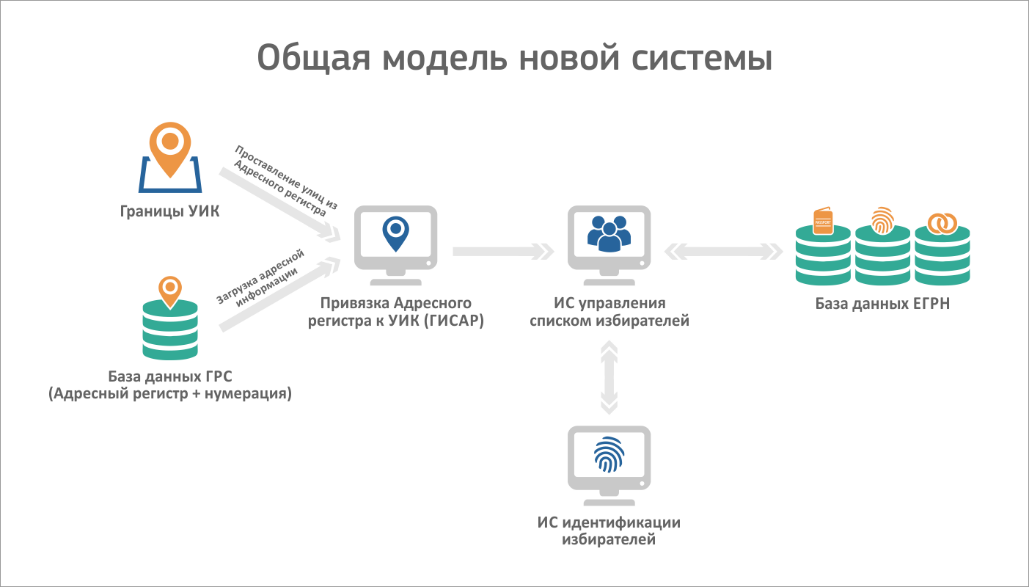 Общая модель новой системы
Проставление улиц из
Адресного регистра
Границы УИК
Загрузка адресной
информации
Привязка Адресного
регистра к УИК (ГИСАР)
ИС управления
списком избирателей
База данных ЕГРН
База данных ГРС
(Адресный регистр + нумерация)
ИС идентификации
избирателей